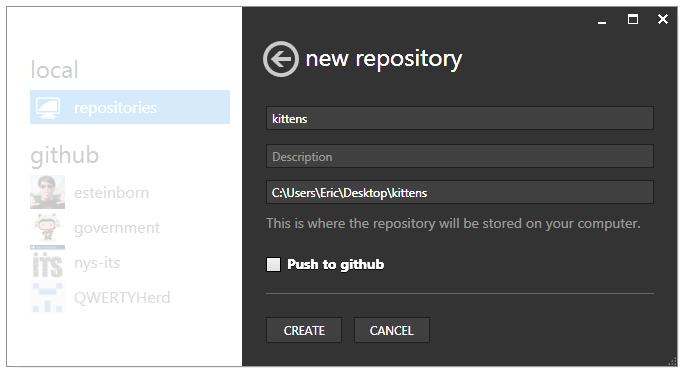 local
repositories
github
esteinborn
government
its
nys-its
QWERTYHerd
new repository
kittens
Description
C:\Users\Eric\Desktop\kittens
This is where the repository will be stored on your computer.
Push to github
CREATE
CANCEL